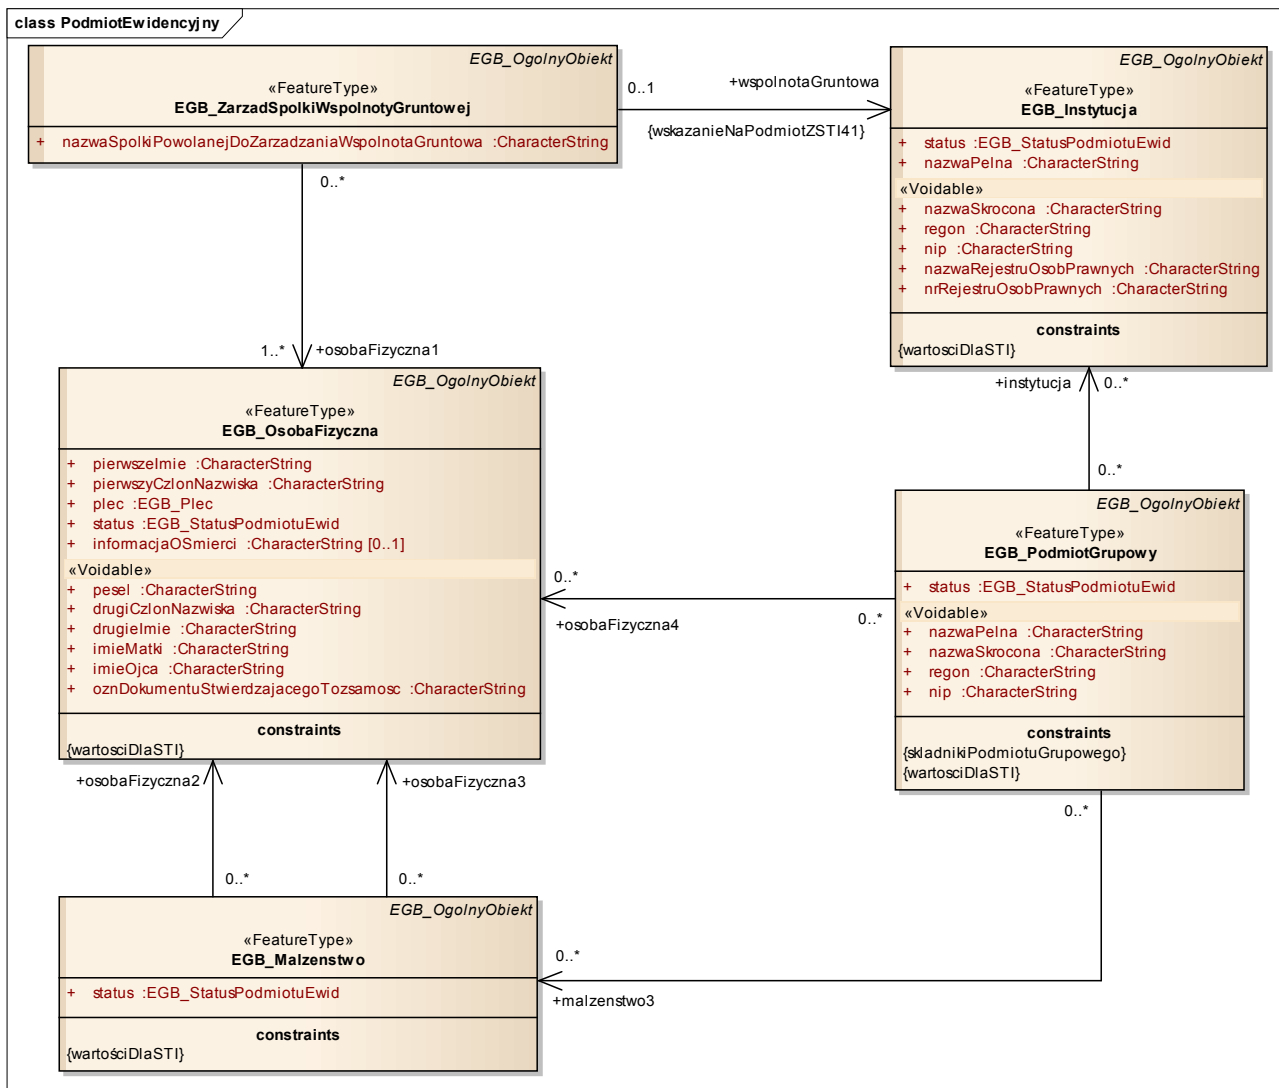 class PodmiotEwidencyjny
EGB_OgolnyObiekt
«FeatureType»
EGB_ZarzadSpolkiWspolnotyGruntowej
+ nazwaSpolkiPowolanejDoZarzadzaniaWspolnotaGruntowa :CharacterString
0..1
+wspolnotaGruntowa
{wskazanieNaPodmiotZSTI41}
EGB_OgolnyObiekt
«FeatureType»
EGB_Instytucja
+ status :EGB_StatusPodmiotuEwid
+ nazwaPelna :CharacterString
«Voidable»
+ nazwaSkrocona :CharacterString
+ regon :CharacterString
+ nip :CharacterString
+ nazwaRejestruOsobPrawnych :CharacterString
+ nrRejestruOsobPrawnych :CharacterString
constraints
{wartosciDlaSTI}
0..*
1..*
+osobaFizyczna1
+instytucja
0..*
0..*
EGB_OgolnyObiekt
«FeatureType»
EGB_OsobaFizyczna
+ pierwszeImie :CharacterString
+ pierwszyCzlonNazwiska :CharacterString
+ plec :EGB_Plec
+ status :EGB_StatusPodmiotuEwid
+ informacjaOSmierci :CharacterString [0..1]
«Voidable»
+ pesel :CharacterString
+ drugiCzlonNazwiska :CharacterString
+ drugieImie :CharacterString
+ imieMatki :CharacterString
+ imieOjca :CharacterString
+ oznDokumentuStwierdzajacegoTozsamosc :CharacterString
constraints
{wartosciDlaSTI}
0..*
+osobaFizyczna4
0..*
EGB_OgolnyObiekt
«FeatureType»
EGB_PodmiotGrupowy
+ status :EGB_StatusPodmiotuEwid
«Voidable»
+ nazwaPelna :CharacterString
+ nazwaSkrocona :CharacterString
+ regon :CharacterString
+ nip :CharacterString
constraints
{skladnikiPodmiotuGrupowego}
{wartosciDlaSTI}
+osobaFizyczna2
+osobaFizyczna3
0..*
0..*
0..*
EGB_OgolnyObiekt
«FeatureType»
EGB_Malzenstwo
+ status :EGB_StatusPodmiotuEwid
constraints
{wartościDlaSTI}
0..*
+malzenstwo3